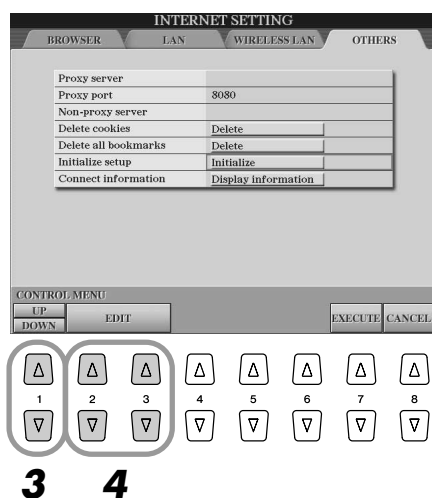 INTERNET SETTING
BROWSER LAN WIRELESS LAN OTHERS
Proxy server
Proxy port 8080
Non-proxy server
Delete cookies Delete
Delete all bookmarks Delete
Initialize setup Initialize
Connect information Display information
CONTROL MENU
UP
DOWN
EDIT
EXECUTE CANCEL
1 2 3 4 5 6 7 8
3 4